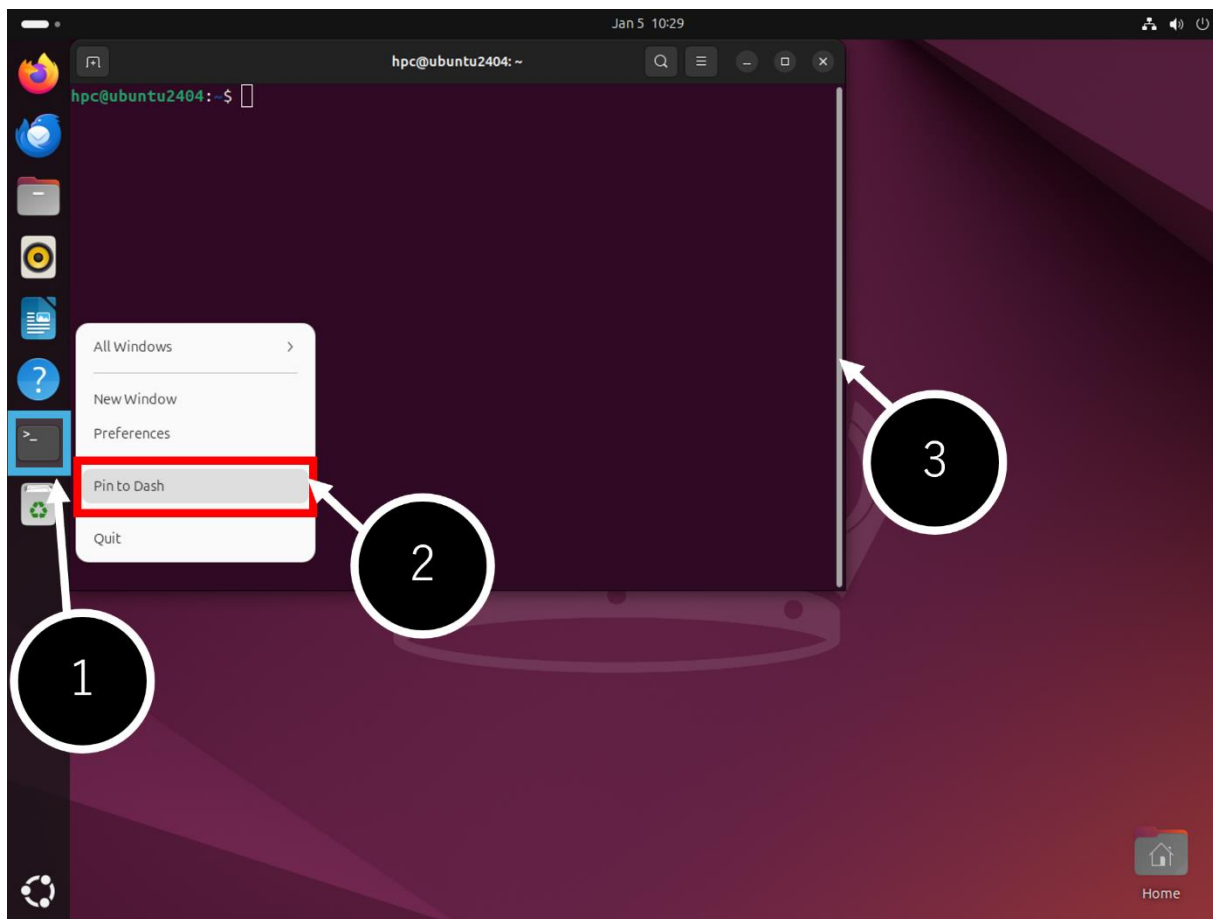 Jan 5 10:29
hpc@ubuntu2404: ~
hpc@ubuntu2404:~$
All Windows
New Window
Preferences
Pin to Dash
Quit
1
2
3
Home